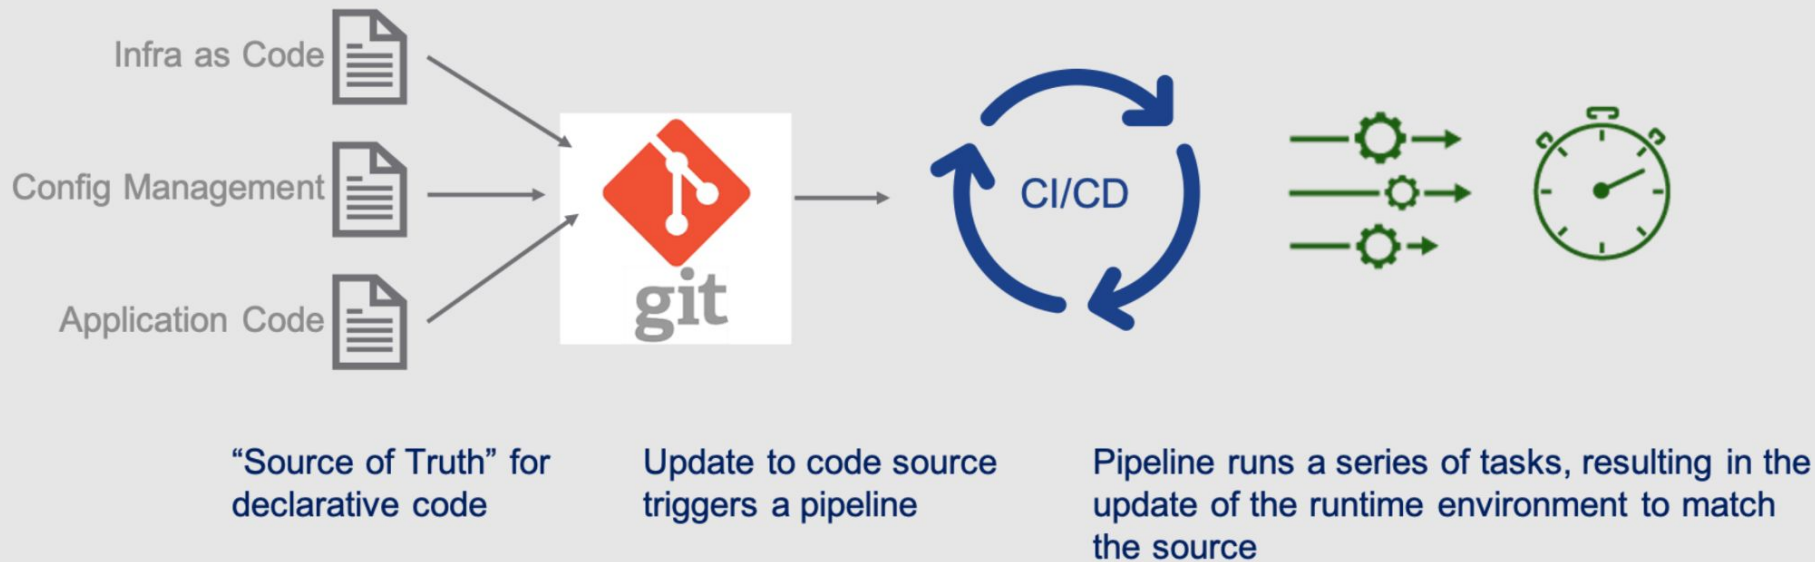 Infra as Code
Config Management
Application Code
git
CI/CD
“Source of Truth” for
declarative code
Update to code source
triggers a pipeline
Pipeline runs a series of tasks, resulting in the
update of the runtime environment to match
the source